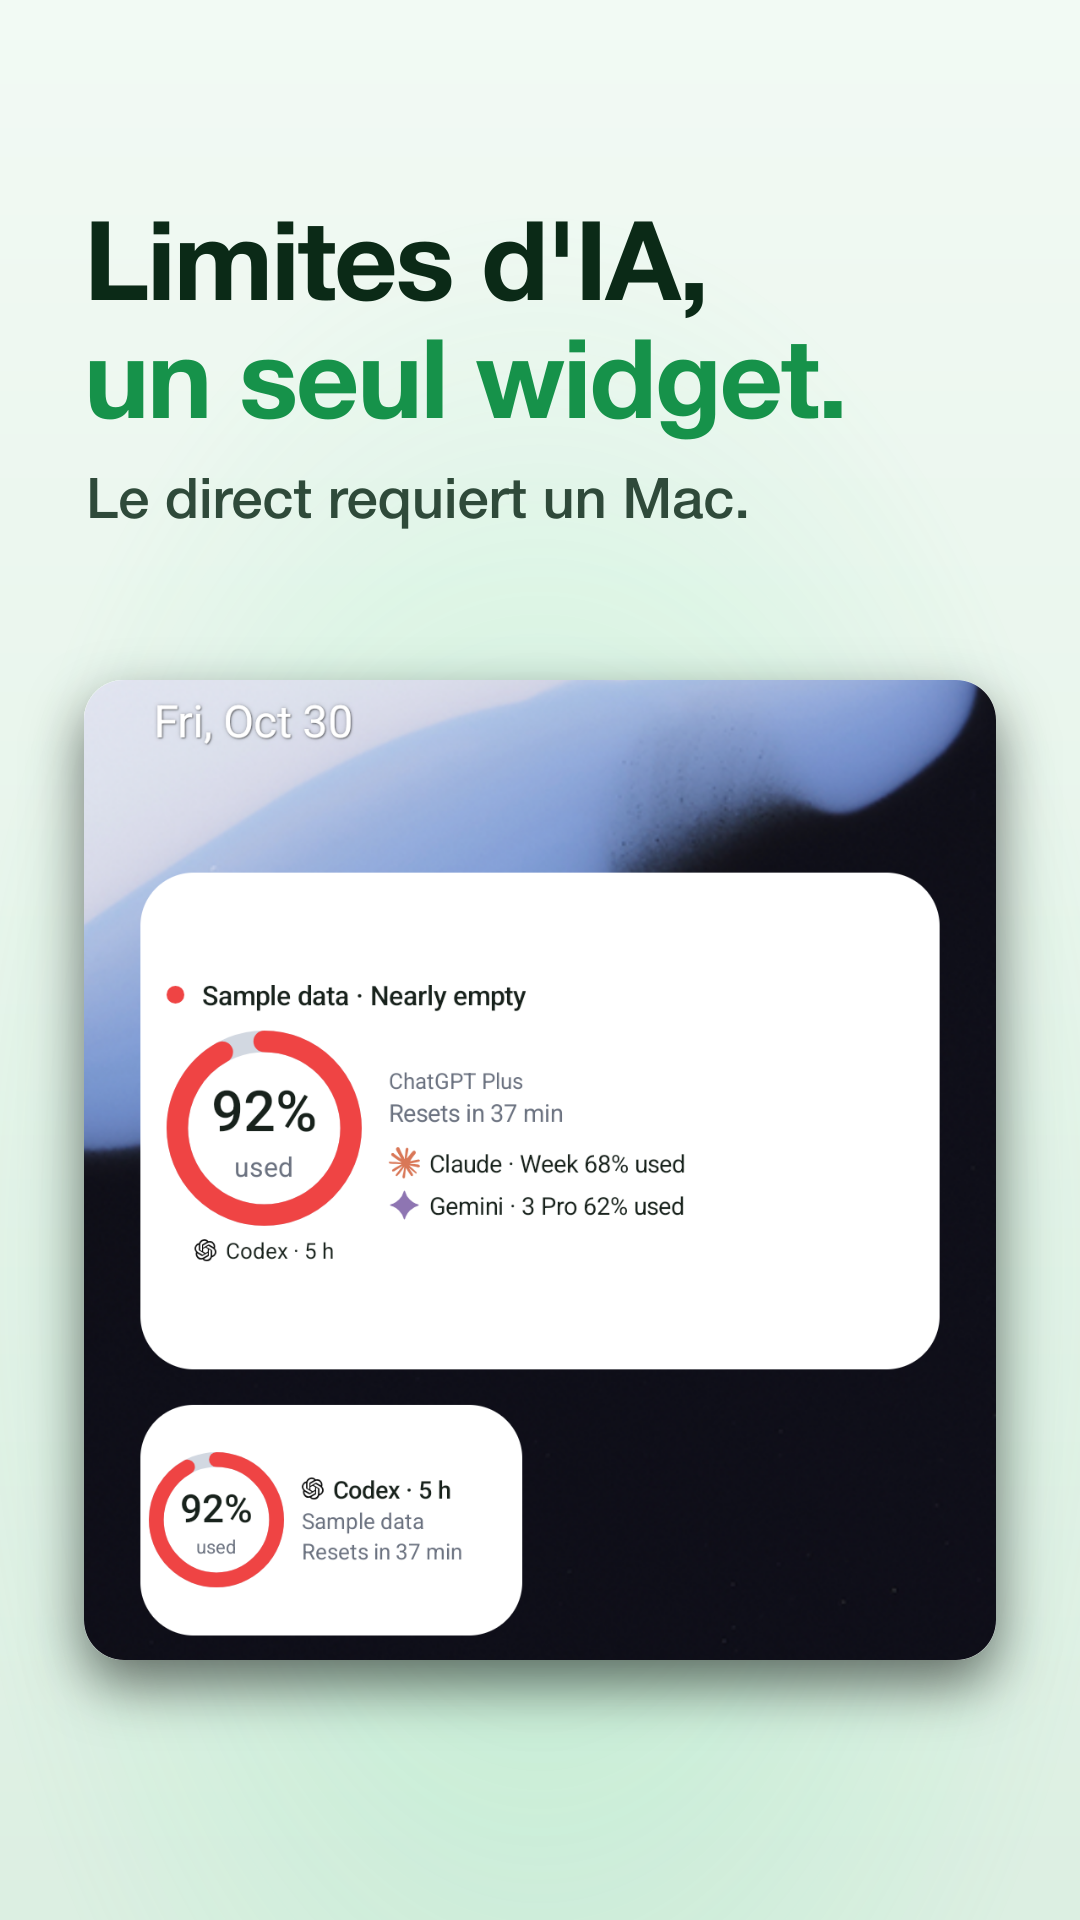 Limites d'IA,
un seul widget.
Le direct requiert un Mac.
Fri, Oct 30
Sample data · Nearly empty
92%
used
Codex · 5 h
ChatGPT Plus
Resets in 37 min
Claude · Week 68% used
Gemini · 3 Pro 62% used
92%
used
Codex · 5 h
Sample data
Resets in 37 min